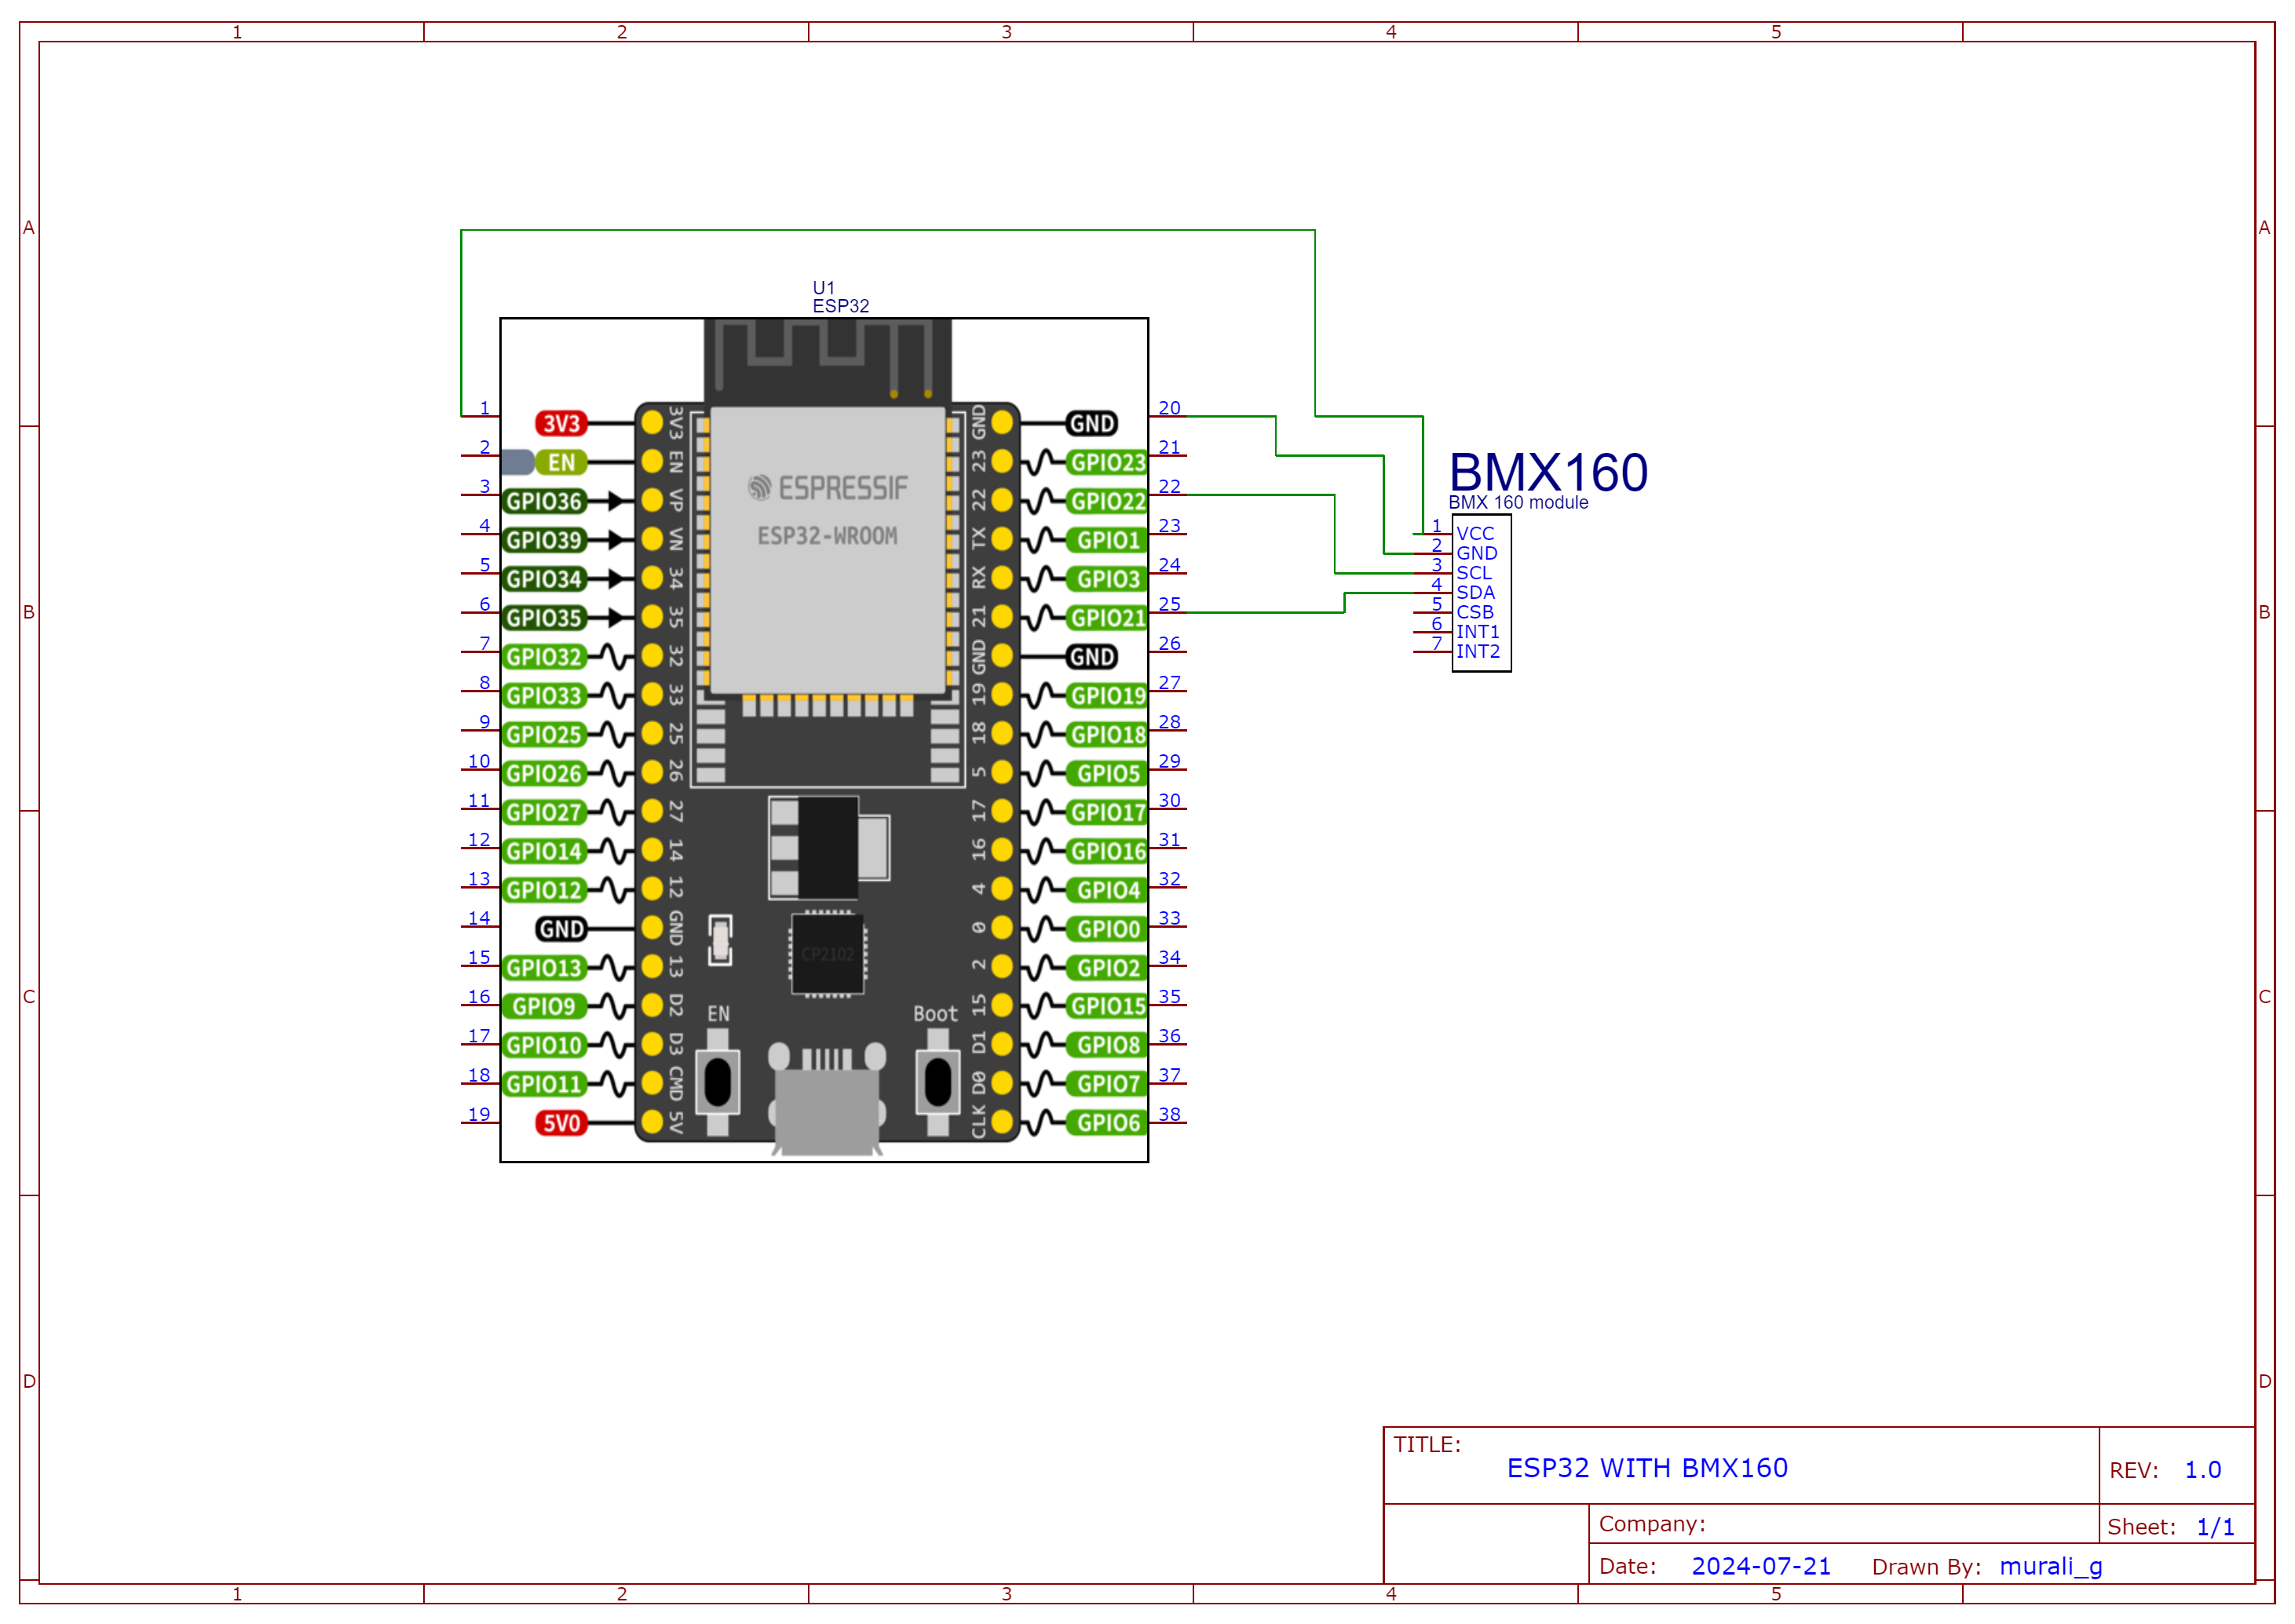 1 2 3 4 5
A A
U1
ESP32
1 3V3 3V3 GND GND 20
2 EN EN 23 GPIO23 21
3 GPIO36 VP 22 GPIO22 22
4 GPIO39 VN TX GPIO1 23
5 GPIO34 34 RX GPIO3 24
6 GPIO35 35 21 GPIO21 25
7 GPIO32 32 GND GND 26
8 GPIO33 33 19 GPIO19 27
9 GPIO25 25 18 GPIO18 28
10 GPIO26 26 5 GPIO5 29
11 GPIO27 27 17 GPIO17 30
12 GPIO14 14 16 GPIO16 31
13 GPIO12 12 4 GPIO4 32
14 GND GND 0 GPIO0 33
15 GPIO13 13 2 GPIO2 34
16 GPIO9 D2 15 GPIO15 35
17 GPIO10 D3 D1 GPIO8 36
18 GPIO11 CMD D0 GPIO7 37
19 5V0 5V CLK GPIO6 38
ESPRESSIF
ESP32-WROOM
CP2102
EN Boot
BMX160
BMX 160 module
1 VCC
2 GND
3 SCL
4 SDA
5 CSB
6 INT1
7 INT2
B B
C C
D D
TITLE:
ESP32 WITH BMX160
REV: 1.0
Company:
Sheet: 1/1
Date: 2024-07-21 Drawn By: murali_g
1 2 3 4 5